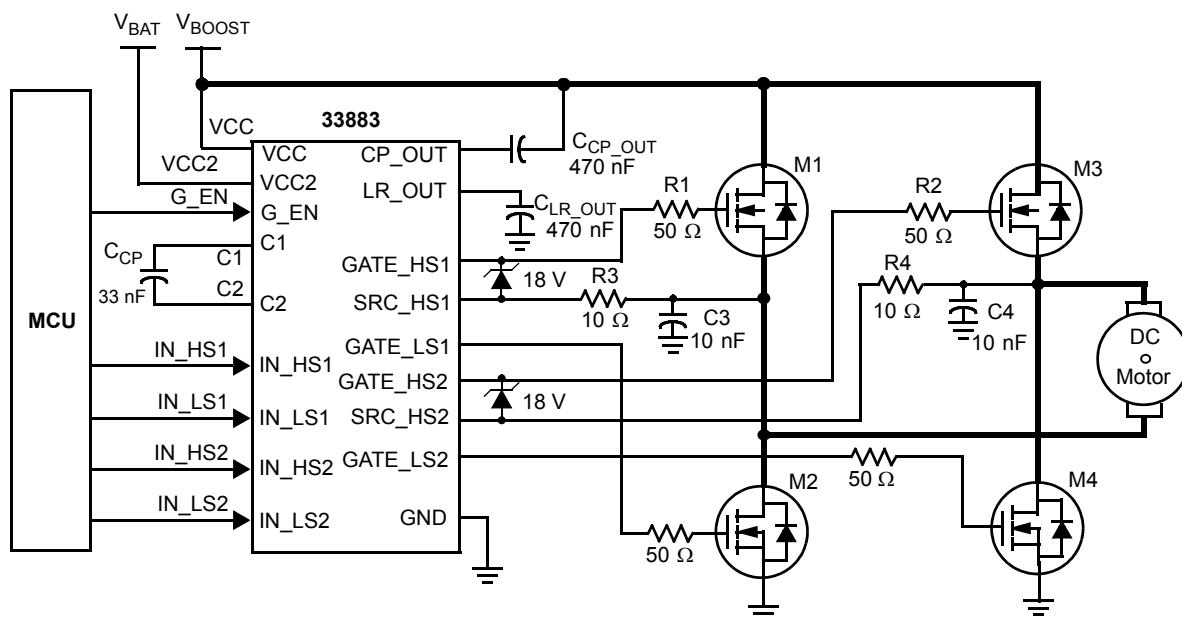 VBAT
VBOOST
33883
VCC
VCC
CP_OUT
CCP_OUT
470 nF
M1
M3
VCC2
VCC2
LR_OUT
CLR_OUT
470 nF
R1
50 Ω
R2
50 Ω
G_EN
G_EN
CCP
33 nF
C1
C1
C2
C2
GATE_HS1
18 V
SRC_HS1
R3
10 Ω
C3
10 nF
R4
10 Ω
C4
10 nF
MCU
DC
Motor
GATE_LS1
IN_HS1
IN_HS1
GATE_HS2
18 V
IN_LS1
IN_LS1
SRC_HS2
IN_HS2
IN_HS2
GATE_LS2
50 Ω
M2
M4
IN_LS2
IN_LS2
GND
50 Ω